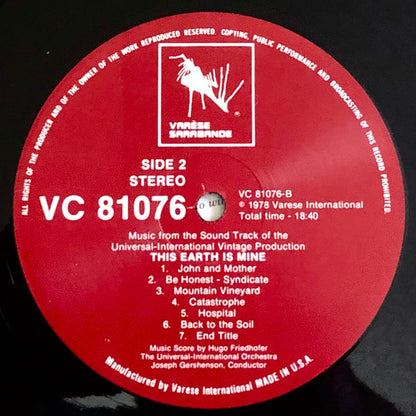 ALL RIGHTS OF THE PRODUCER AND OF THE OWNER OF THE WORK REPRODUCED RESERVED. COPYING, PUBLIC PERFORMANCE AND BROADCASTING OF THIS RECORD PROHIBITED.
VARÈSE
SARABANDE
SIDE 2
STEREO
VC 81076
VC 81076-B
℗ 1978 Varese International
Total time - 18:40
Music from the Sound Track of the
Universal-International Vintage Production
THIS EARTH IS MINE
1. John and Mother
2. Be Honest - Syndicate
3. Mountain Vineyard
4. Catastrophe
5. Hospital
6. Back to the Soil
7. End Title
Music Score by Hugo Friedhofer
The Universal-International Orchestra
Joseph Gershenson, Conductor
Manufactured by Varese International MADE IN U.S.A.